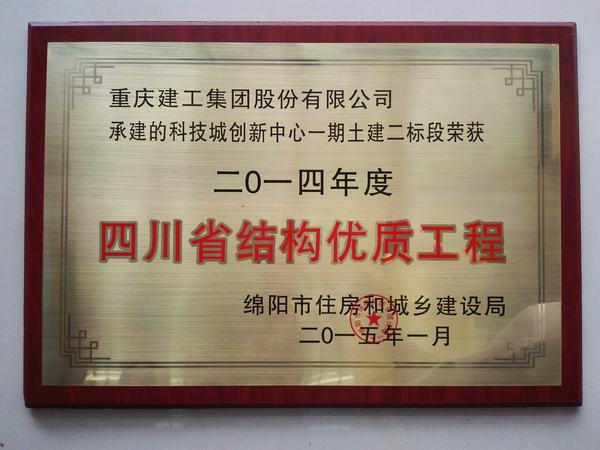 重庆建工集团股份有限公司
承建的科技城创新中心一期土建二标段荣获
二0一四年度
四川省结构优质工程
绵阳市住房和城乡建设局
二0一五年一月